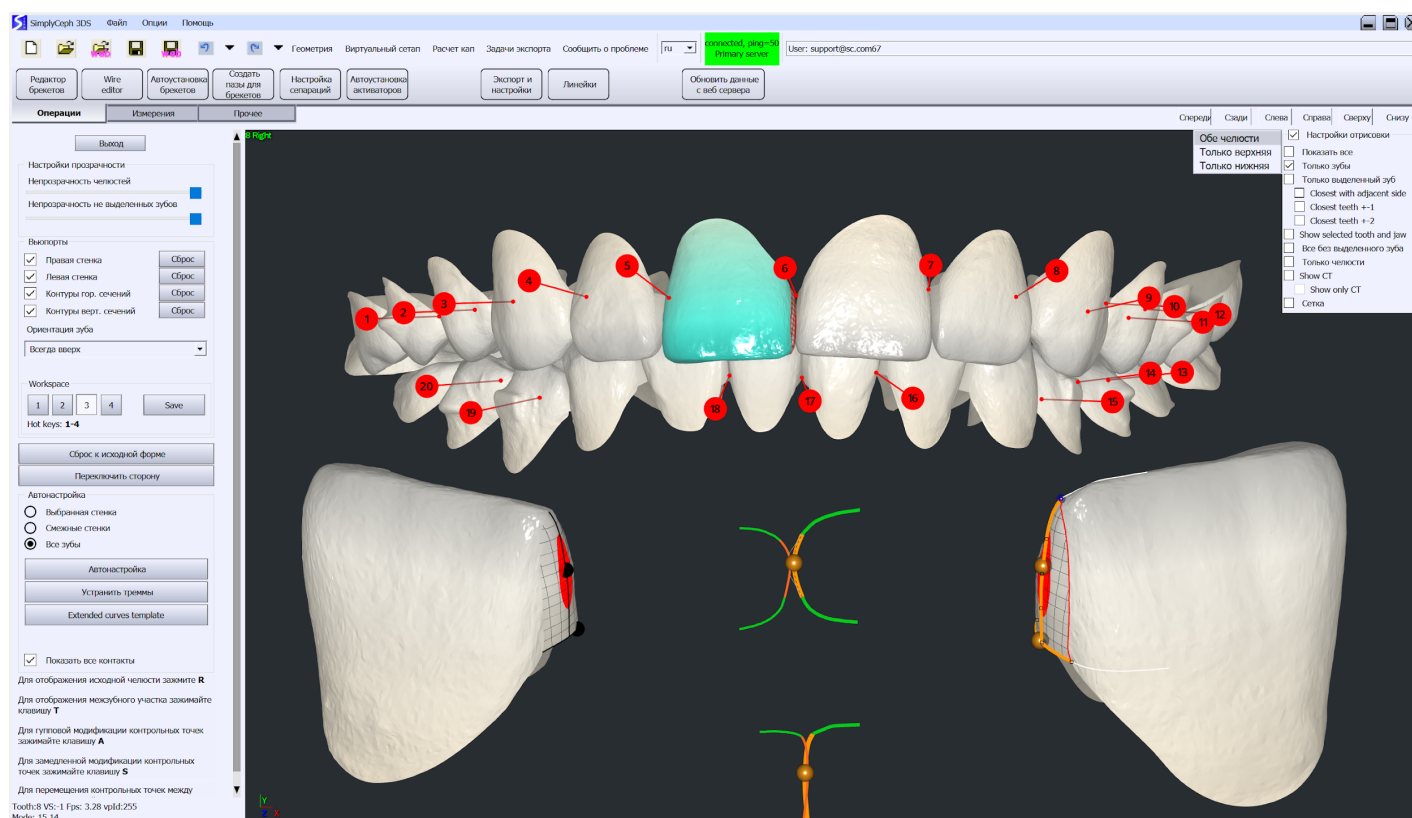 SimplyCeph 3DS Файл Опции Помощь
WEB WEB Геометрия Виртуальный сетап Расчет кап Задачи экспорта Сообщить о проблеме ru connected, ping=50 User: support@sc.com67
Primary server
Редактор брекетов
Wire editor
Автоустановка брекетов
Создать пазы для брекетов
Настройка сепараций
Автоустановка активаторов
Экспорт и настройки
Линейки
Обновить данные с веб сервера
Операции Измерения Прочее
Спереди Сзади Слева Справа Сверху Снизу
8 Right
Обе челюсти
Только верхняя
Только нижняя
Настройки отрисовки
Показать все
Только зубы
Только выделенный зуб
Closest with adjacent side
Closest teeth +-1
Closest teeth +-2
Show selected tooth and jaw
Все без выделенного зуба
Только челюсти
Show CT
Show only CT
Сетка
Выход
Настройки прозрачности
Непрозрачность челюстей
Непрозрачность не выделенных зубов
Вьюпорты
Правая стенка Сброс
Левая стенка Сброс
Контуры гор. сечений Сброс
Контуры верт. сечений Сброс
Ориентация зуба
Всегда вверх
Workspace
1 2 3 4 Save
Hot keys: 1-4
Сброс к исходной форме
Переключить сторону
Автонастройка
Выбранная стенка
Смежные стенки
Все зубы
Автонастройка
Устранить треммы
Extended curves template
Показать все контакты
Для отображения исходной челюсти зажмите R
Для отображения межзубного участка зажимайте
клавишу T
Для гупповой модификации контрольных точек
зажимайте клавишу A
Для замедленной модификации контрольных
точек зажимайте клавишу S
Для перемещения контрольных точек между
Tooth:8 VS:-1 Fps: 3.28 vpId:255
Mode: 15.14
1 2 3 4 5 6 7 8 9 10 11 12
20 19 18 17 16 15 14 13
Y
Z X